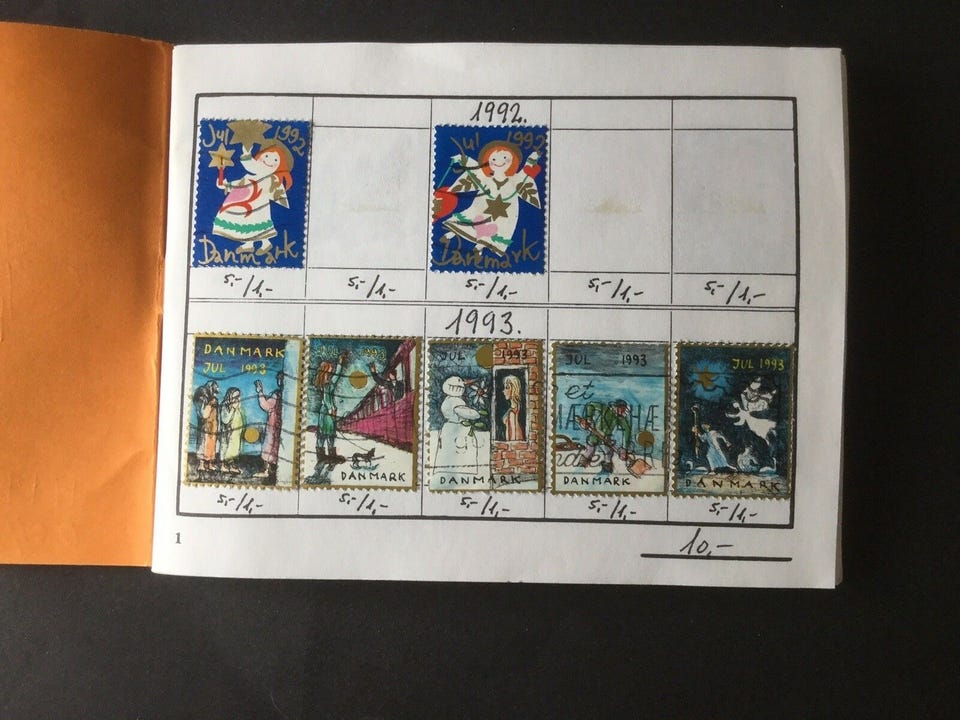 1992.
Jul 1992
Danmark
Jul 1992
Danmark
5,-/1,- 5,-/1,- 5,-/1,- 5,-/1,- 5,-/1,-
1993.
DANMARK
JUL 1993
1993
DANMARK
JUL 1993
DANMARK
JUL 1993
et
DANMARK
JUL 1993
DANMARK
5,-/1,- 5,-/1,- 5,-/1,- 5,-/1,- 5,-/1,-
1
10,-